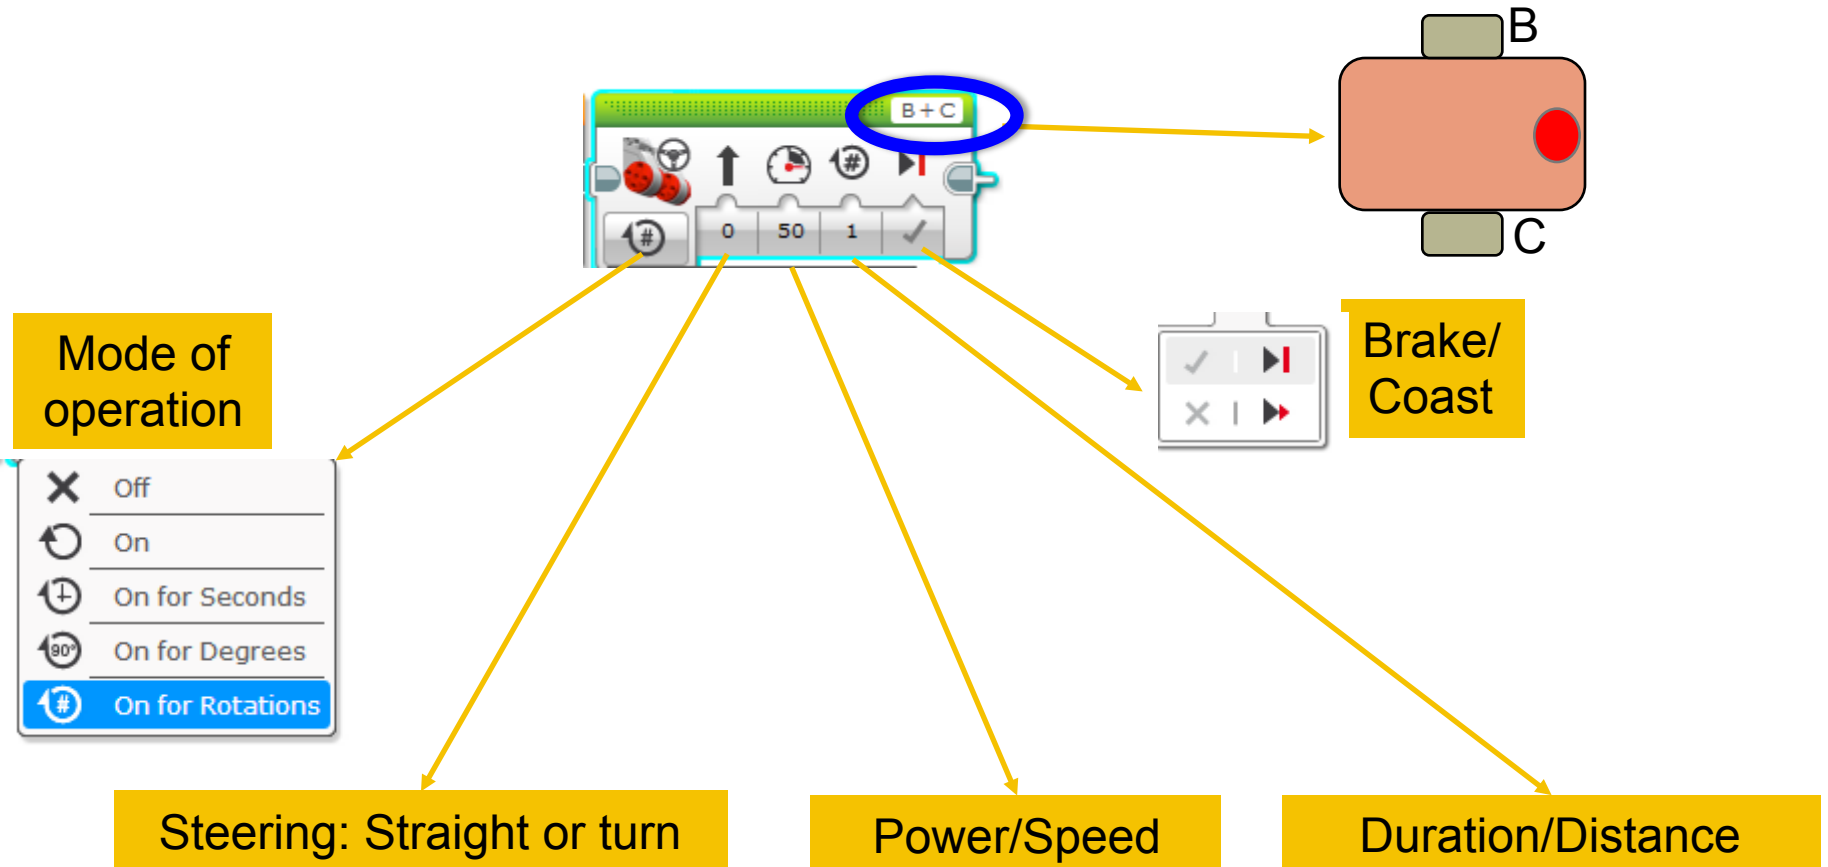 B
B + C
#
#
0
50
1
C
Mode of
operation
Brake/
Coast
Off
On
On for Seconds
90°
On for Degrees
#
On for Rotations
Steering: Straight or turn
Power/Speed
Duration/Distance